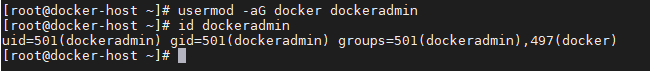 [root@docker-host ~]# usermod -aG docker dockeradmin
[root@docker-host ~]# id dockeradmin
uid=501(dockeradmin) gid=501(dockeradmin) groups=501(dockeradmin),497(docker)
[root@docker-host ~]#